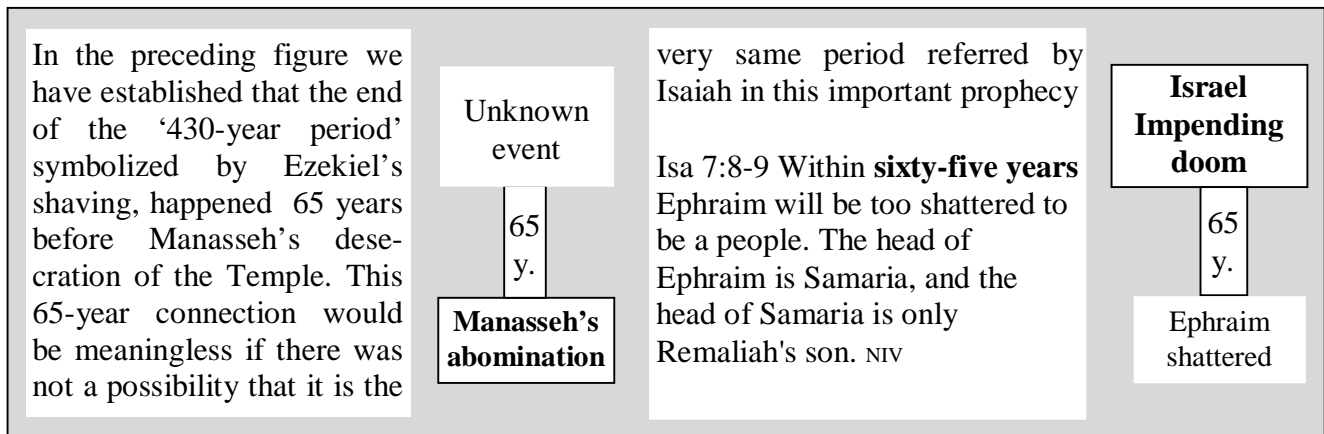 In the preceding figure we
have established that the end
of the ‘430-year period’
symbolized by Ezekiel’s
shaving, happened 65 years
before Manasseh’s dese-
cration of the Temple. This
65-year connection would
be meaningless if there was
not a possibility that it is the
Unknown
event
65
y.
Manasseh’s
abomination
very same period referred by
Isaiah in this important prophecy
Isa 7:8-9 Within sixty-five years
Ephraim will be too shattered to
be a people. The head of
Ephraim is Samaria, and the
head of Samaria is only
Remaliah's son. NIV
Israel
Impending
doom
65
y.
Ephraim
shattered